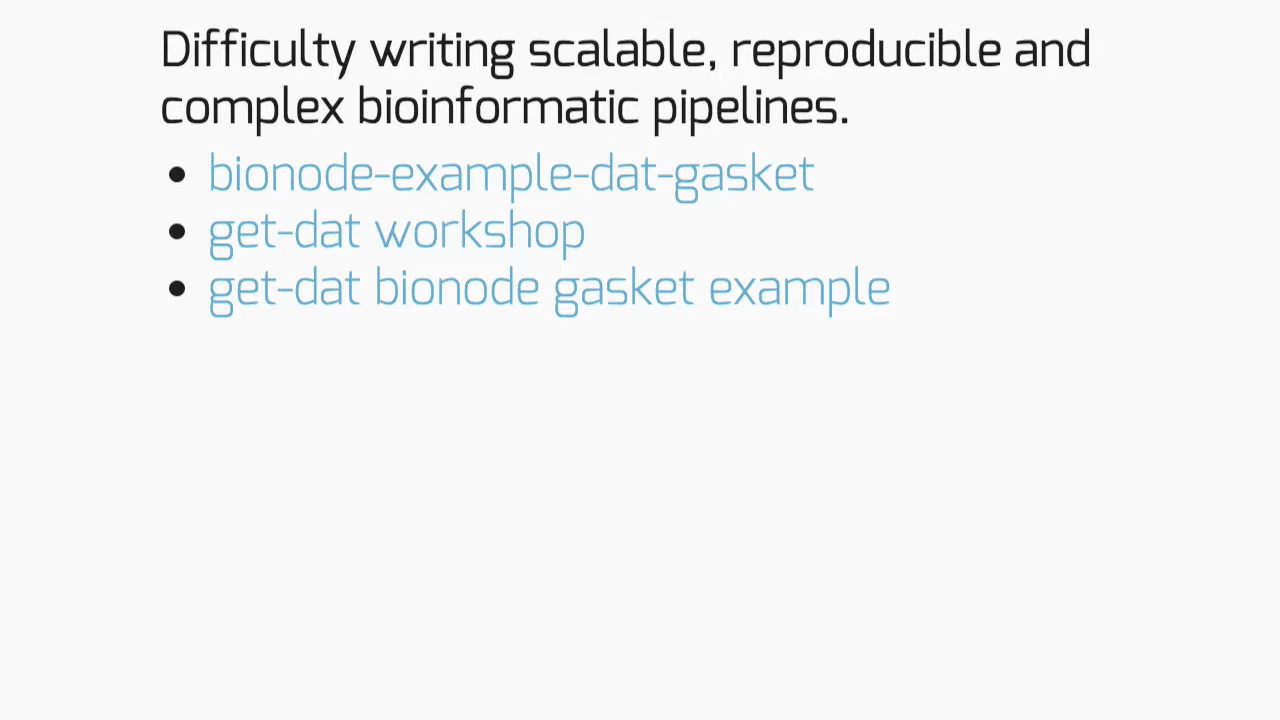 Difficulty writing scalable, reproducible and
complex bioinformatic pipelines.
• bionode-example-dat-gasket
• get-dat workshop
• get-dat bionode gasket example